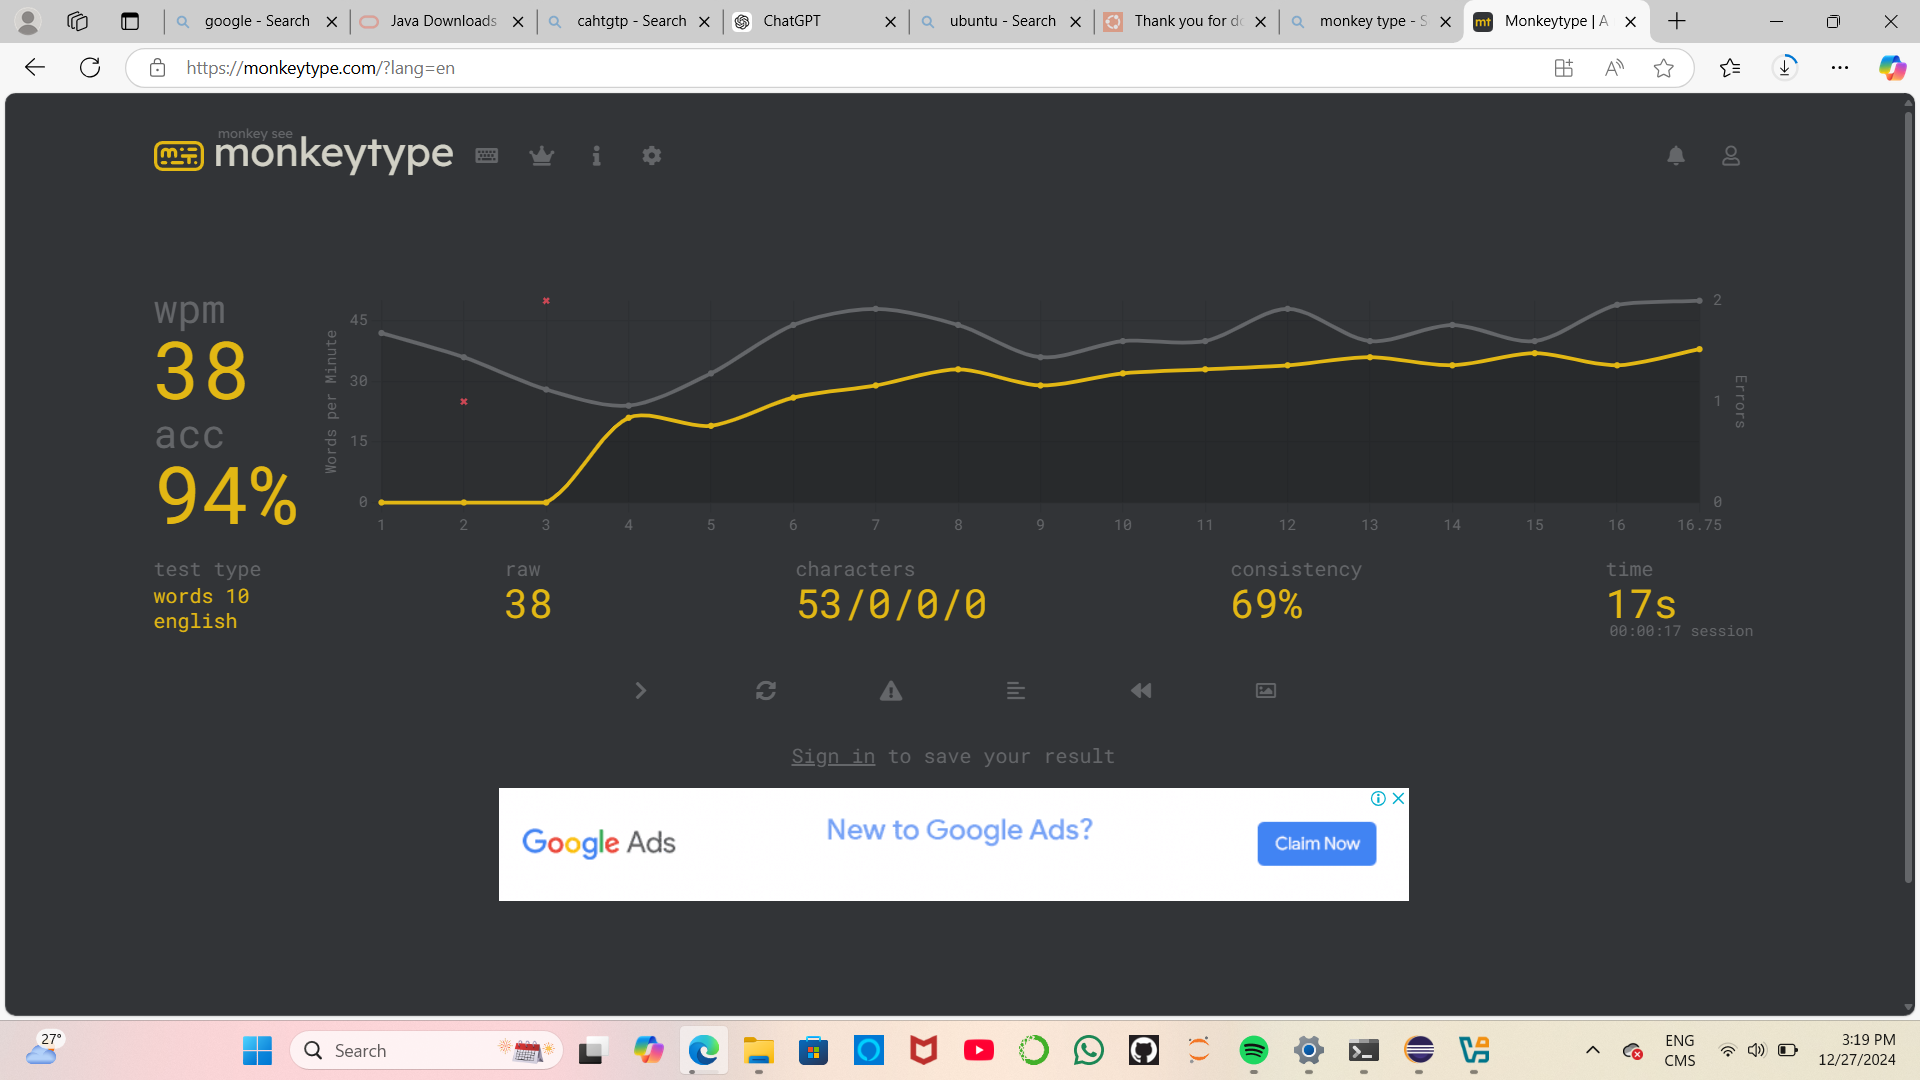 google - Search
Java Downloads
cahtgtp - Search
ChatGPT
ubuntu - Search
Thank you for do
monkey type - S
Monkeytype | A
https://monkeytype.com/?lang=en
monkey see
monkeytype
wpm
38
acc
94%
Words per Minute
45
30
15
0
2
1
0
Errors
1 2 3 4 5 6 7 8 9 10 11 12 13 14 15 16 16.75
test type
words 10
english
raw
38
characters
53/0/0/0
consistency
69%
time
17s
00:00:17 session
Sign in to save your result
Google Ads
New to Google Ads?
Claim Now
27°
Search
ENG
CMS
3:19 PM
12/27/2024